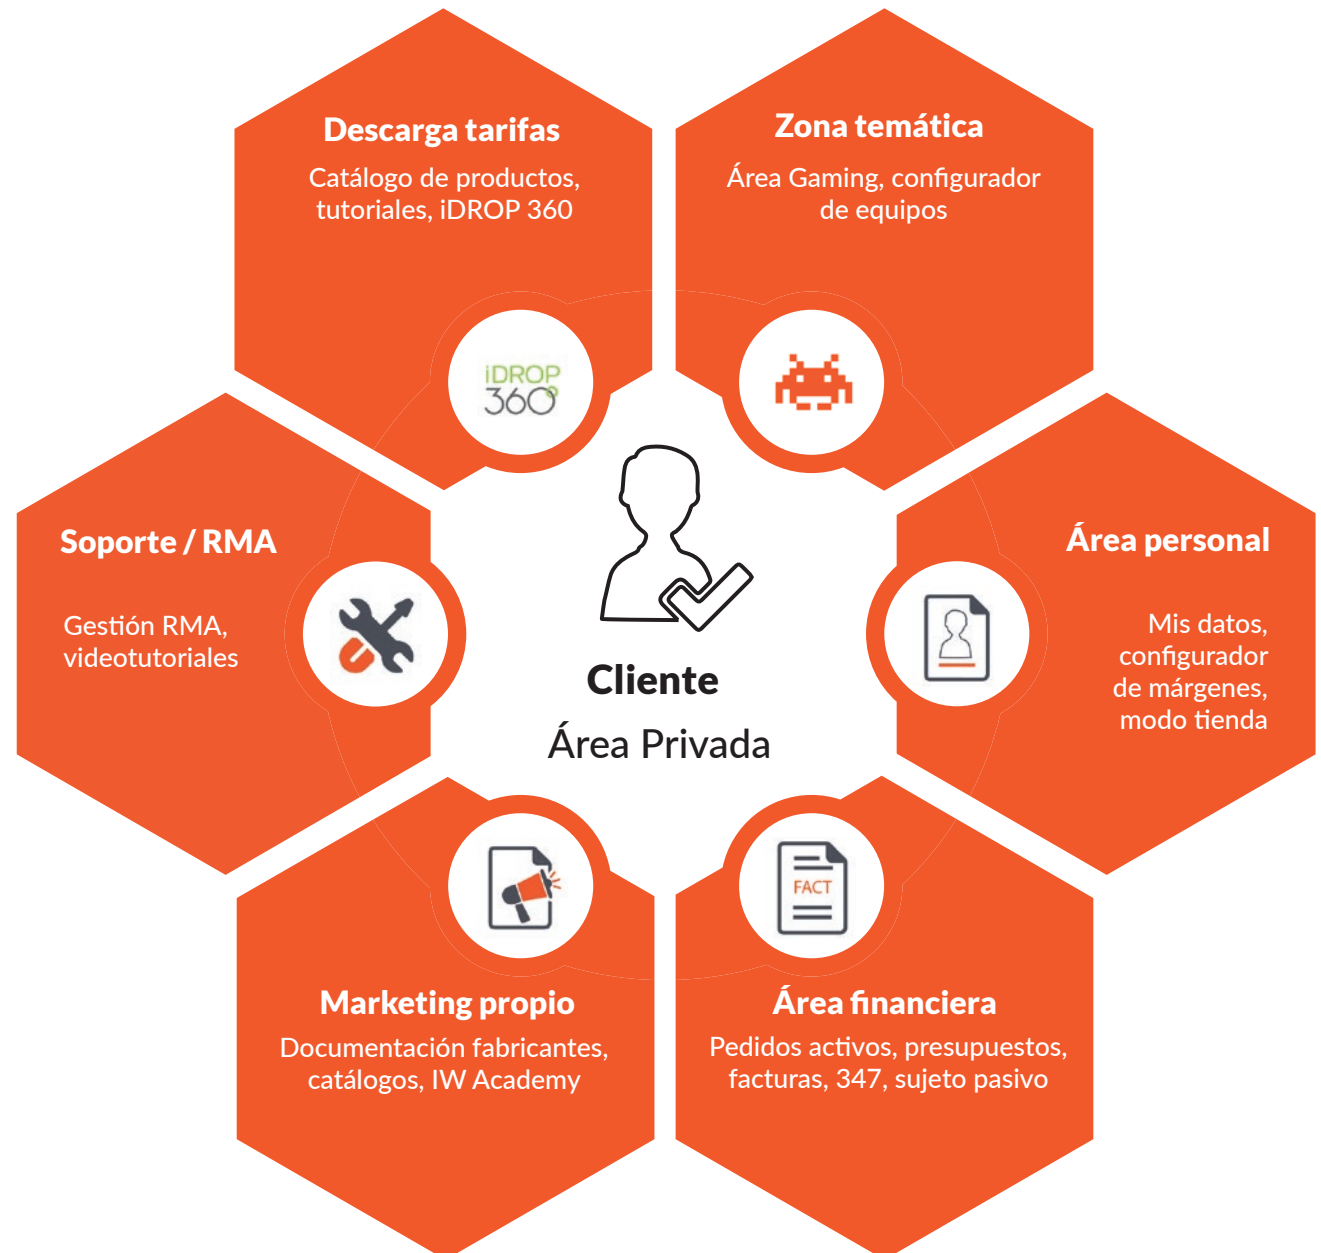 Descarga tarifas
Catálogo de productos,
tutoriales, iDROP 360
iDROP
360°
Zona temática
Área Gaming, configurador
de equipos
Soporte / RMA
Gestión RMA,
videotutoriales
Cliente
Área Privada
Área personal
Mis datos,
configurador
de márgenes,
modo tienda
Marketing propio
Documentación fabricantes,
catálogos, IW Academy
FACT
Área financiera
Pedidos activos, presupuestos,
facturas, 347, sujeto pasivo